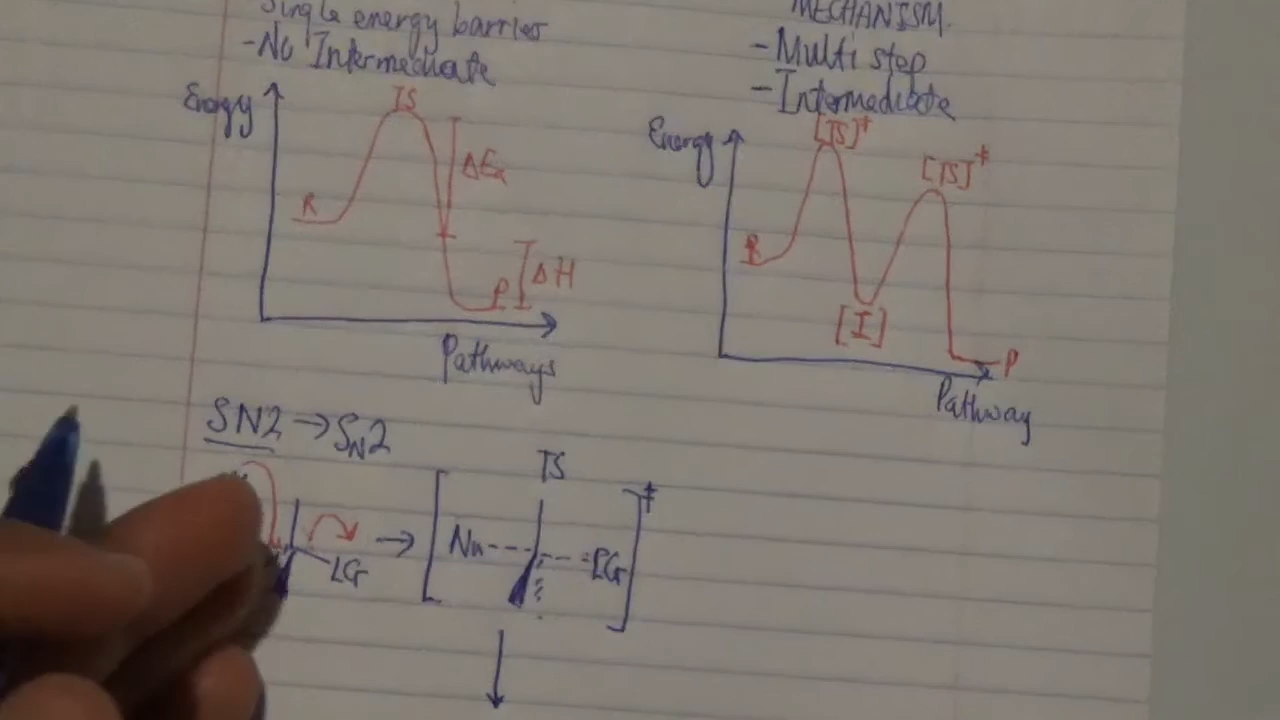 Single energy barrier
-No Intermediate
Energy
TS
R
ΔEa
P
ΔH
Pathways
MECHANISM.
-Multi step
-Intermediate
Energy
[TS]‡
[TS]‡
R
[I]
P
Pathway
SN2 → SN2
LG
TS
Nu
LG
‡